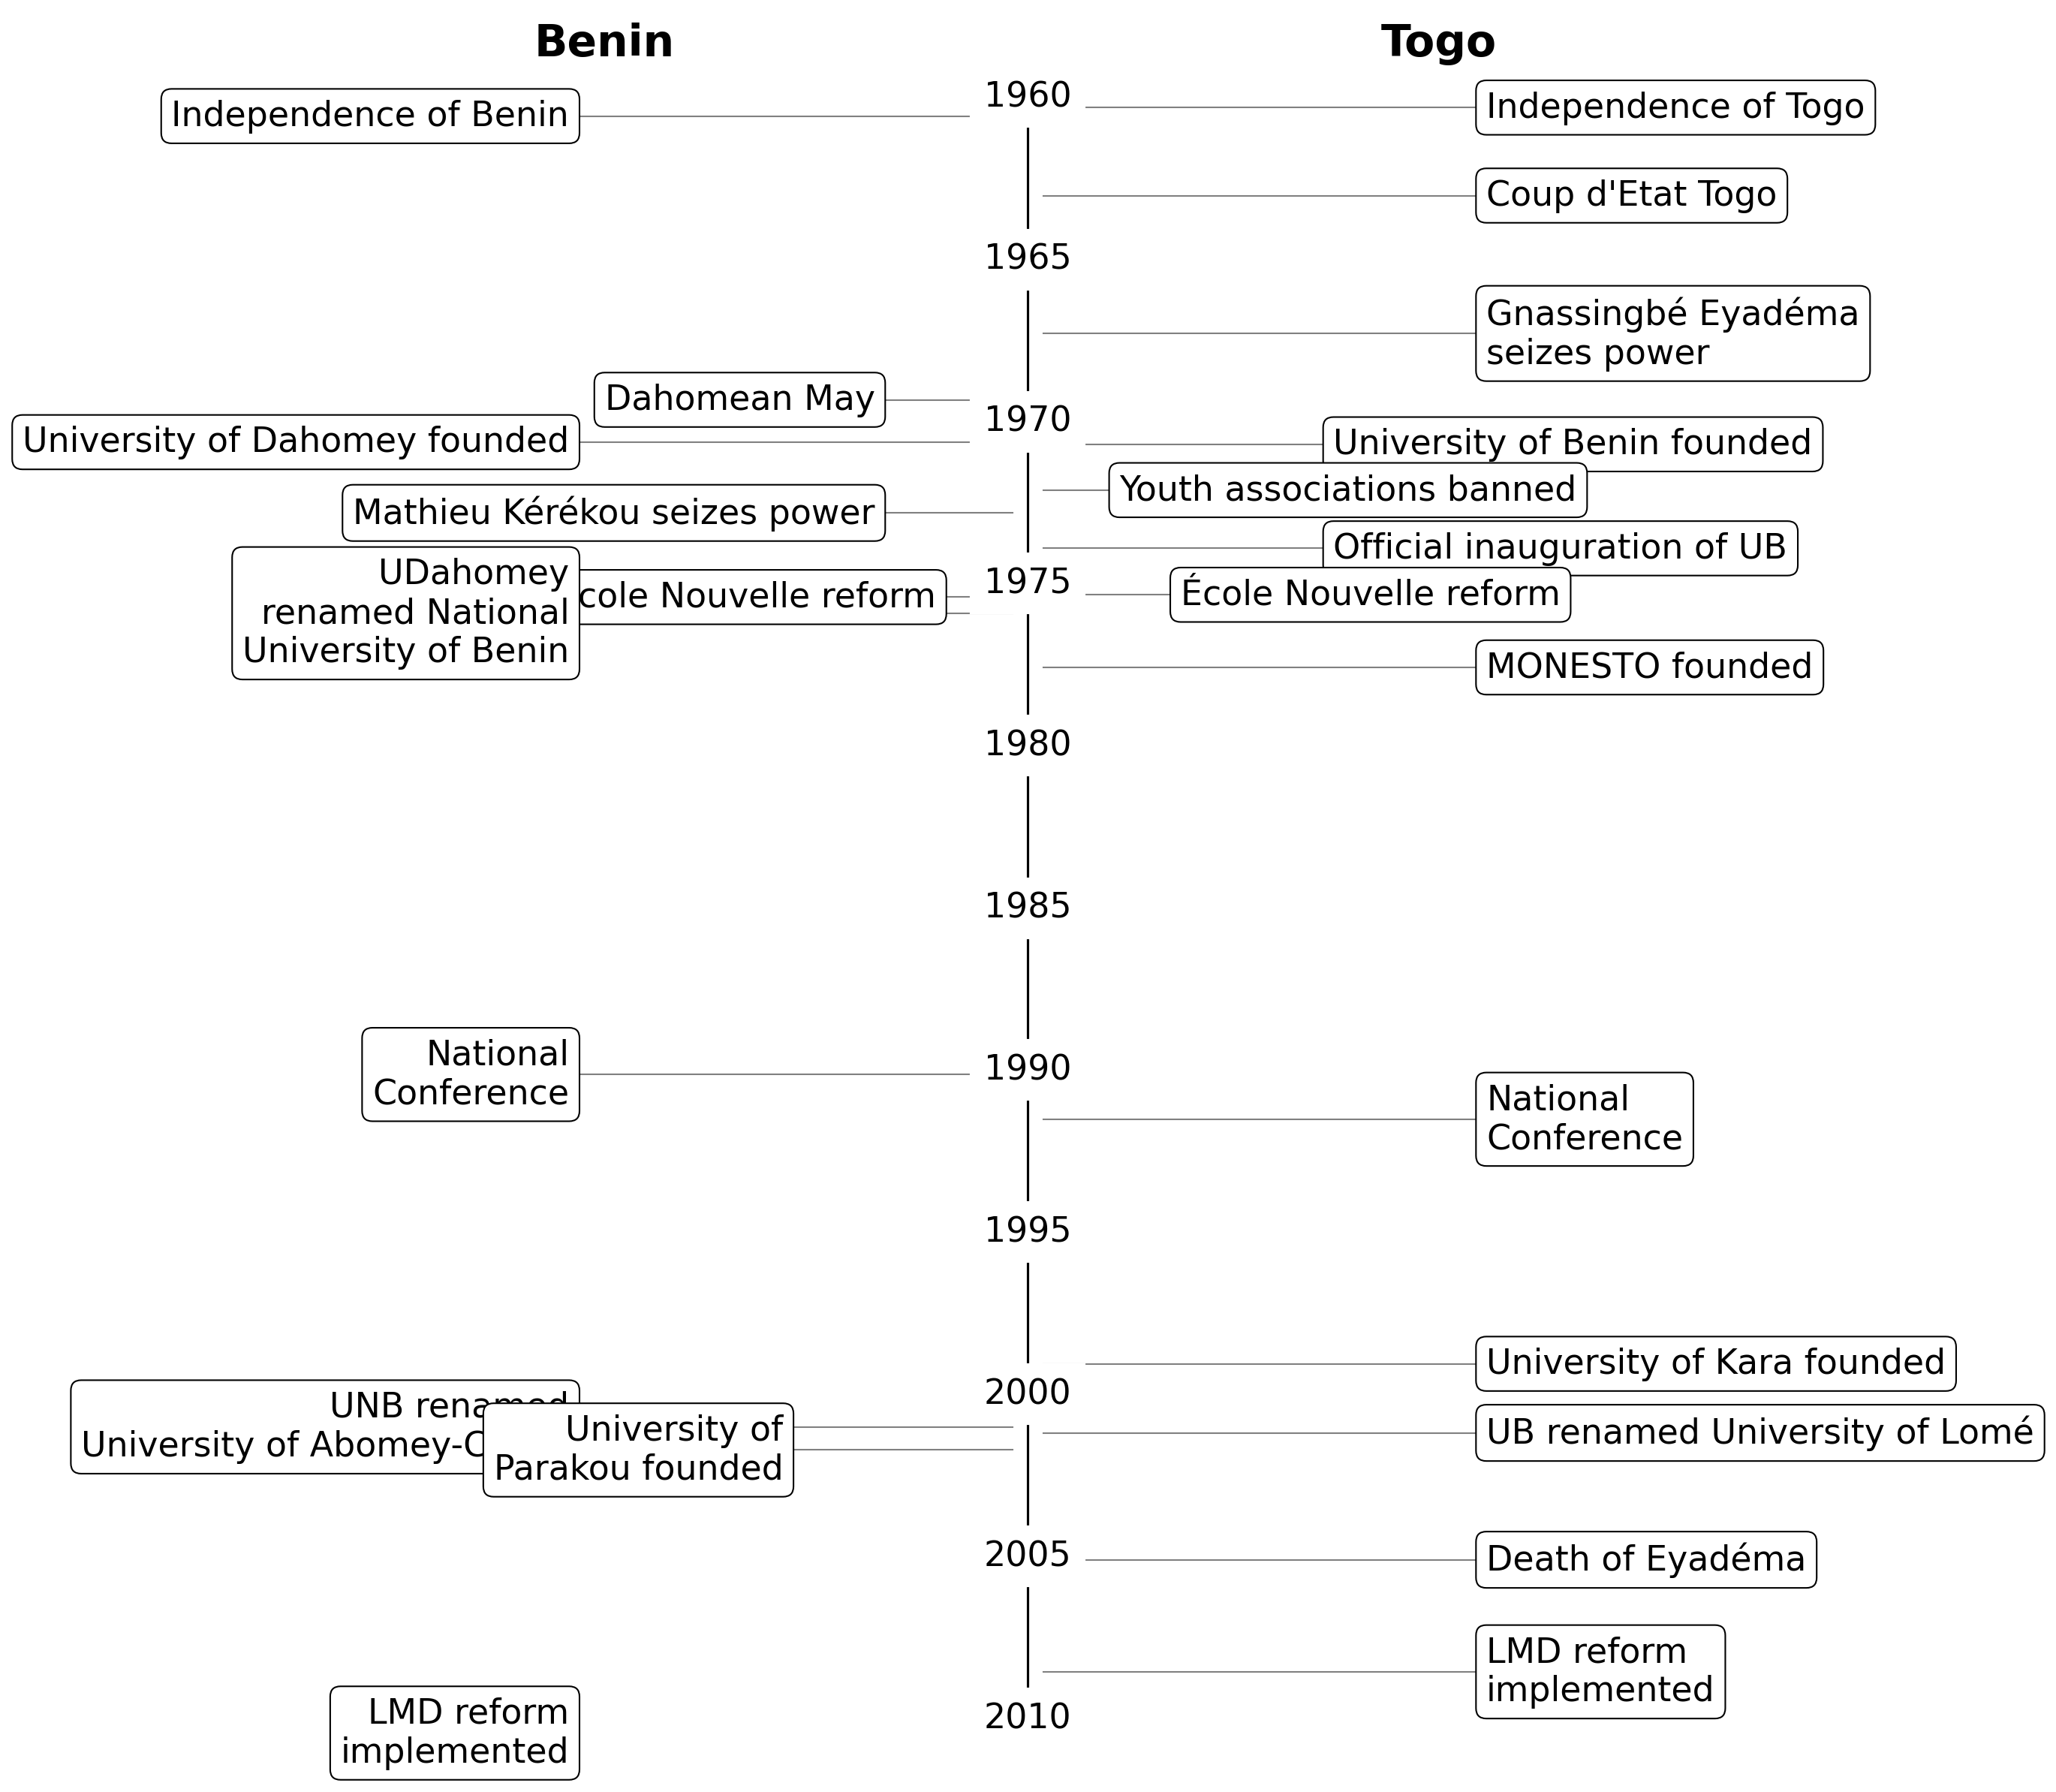 Benin
Togo
1960
Independence of Togo
Independence of Benin
Coup d'Etat Togo
1965
Gnassingbé Eyadéma
seizes power
Dahomean May
1970
University of Dahomey founded
University of Benin founded
Youth associations banned
Mathieu Kérékou seizes power
Official inauguration of UB
1975
École Nouvelle reform
cole Nouvelle reform
UDahomey
renamed National
University of Benin
MONESTO founded
1980
1985
1990
National
Conference
National
Conference
1995
University of Kara founded
2000
UNB renamed
University of
University of Abomey-C
Parakou founded
UB renamed University of Lomé
2005
Death of Eyadéma
LMD reform
implemented
2010
LMD reform
implemented